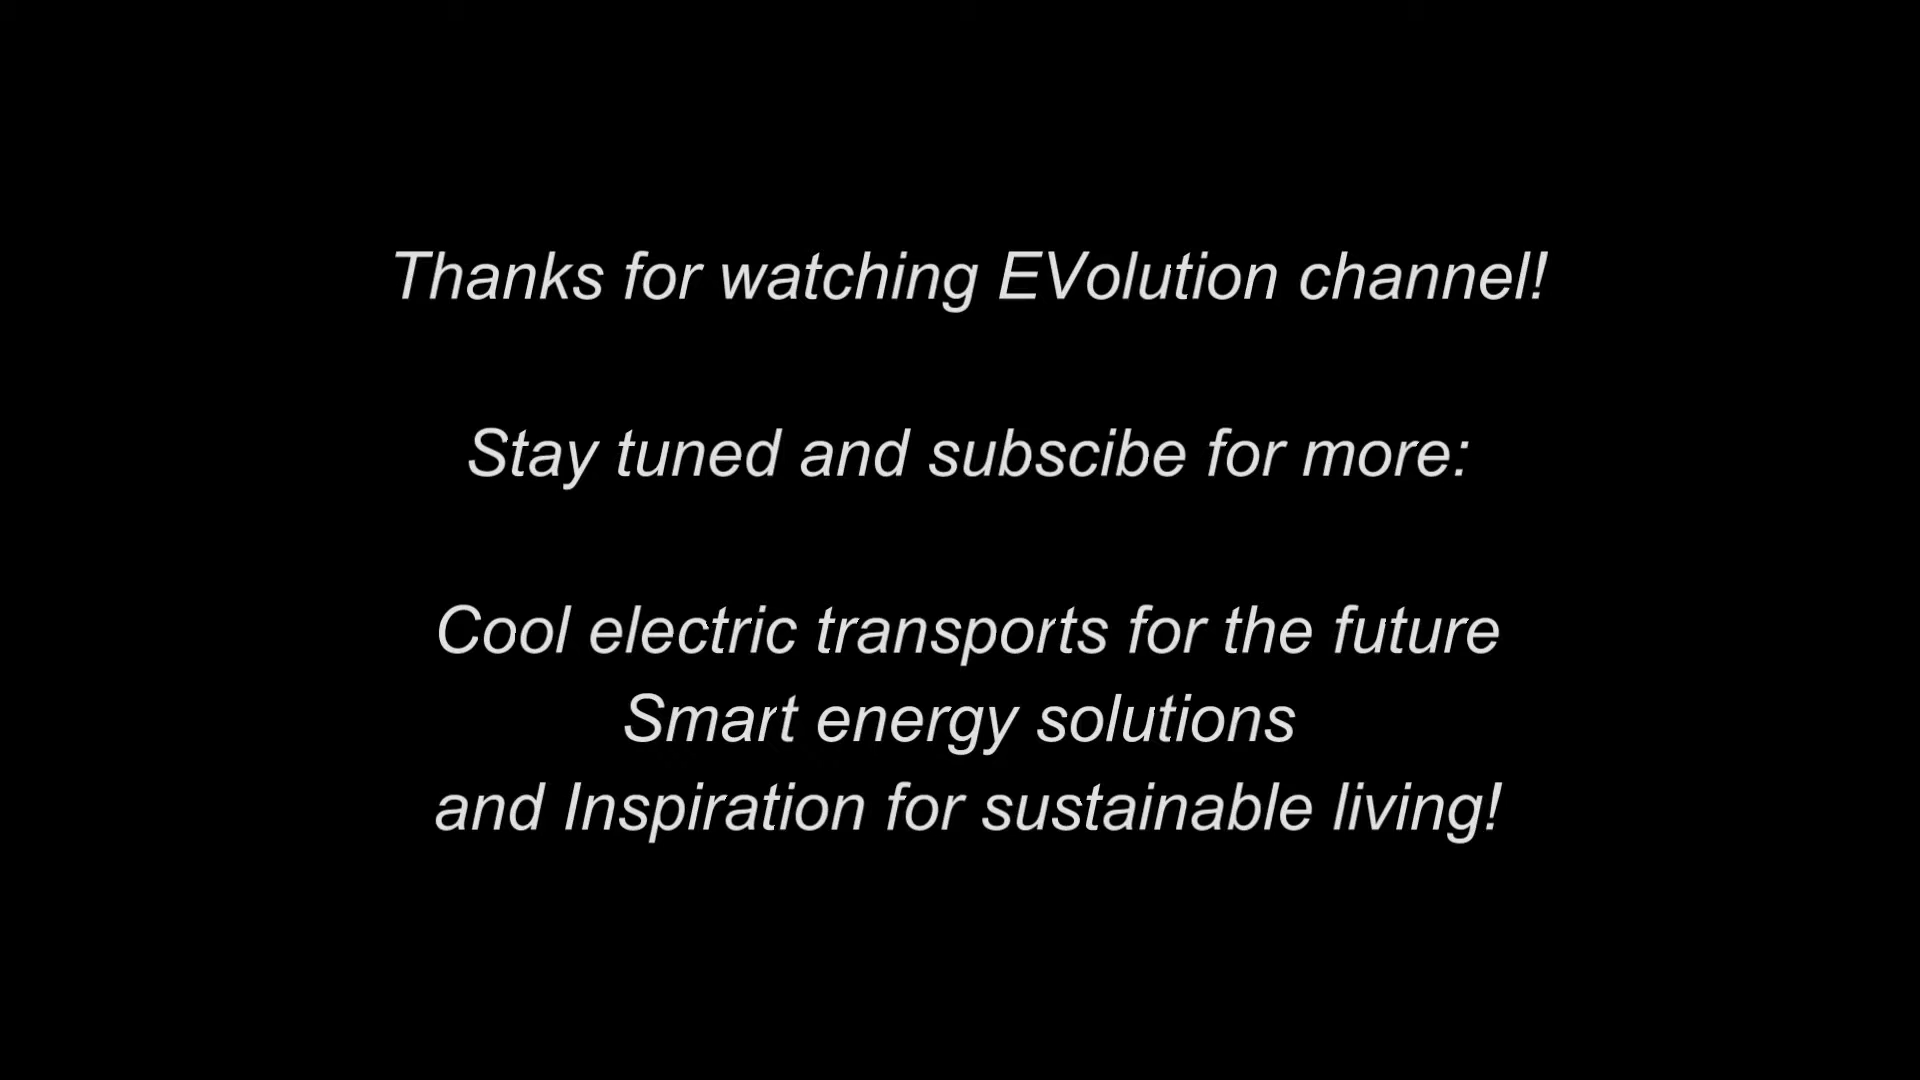 Thanks for watching EVolution channel!
Stay tuned and subscibe for more:
Cool electric transports for the future
Smart energy solutions
and Inspiration for sustainable living!